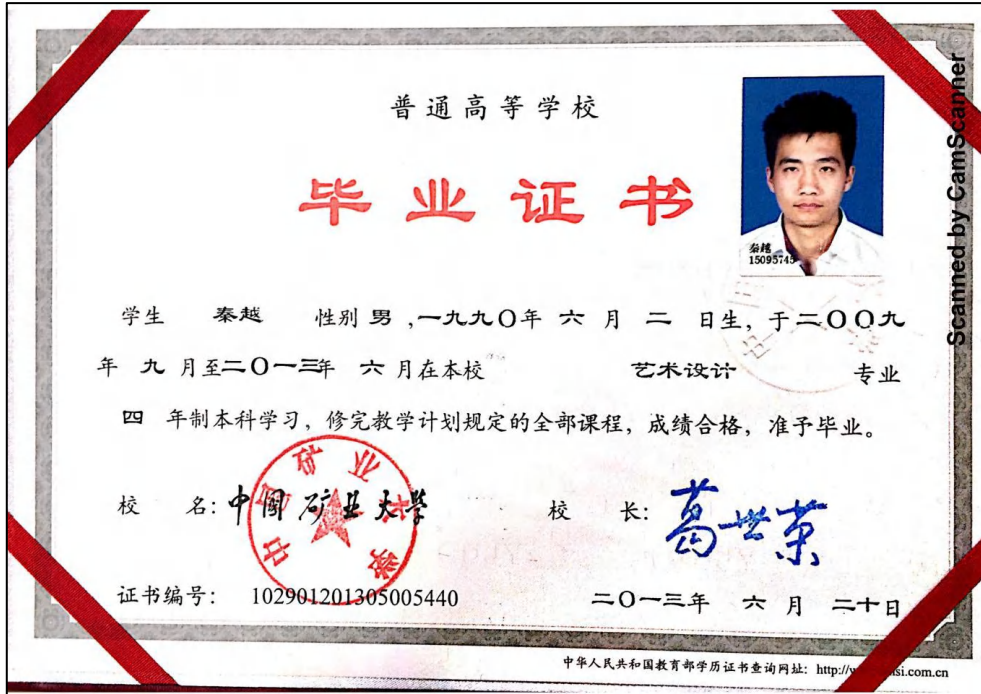 普通高等学校
毕业证书
秦越
15095745
学生 秦越 性别 男 ,一九九〇年 六 月 二 日生, 于二〇〇九
年 九 月至二〇一三年 六 月在本校 艺术设计 专业
四 年制本科学习, 修完教学计划规定的全部课程, 成绩合格, 准予毕业。
校 名: 中国矿业大学
校 长: 葛世荣
中国矿业大学
证书编号: 102901201305005440
二〇一三年 六 月 二十日
中华人民共和国教育部学历证书查询网址: http://
si.com.cn
Scanned by CamScanner